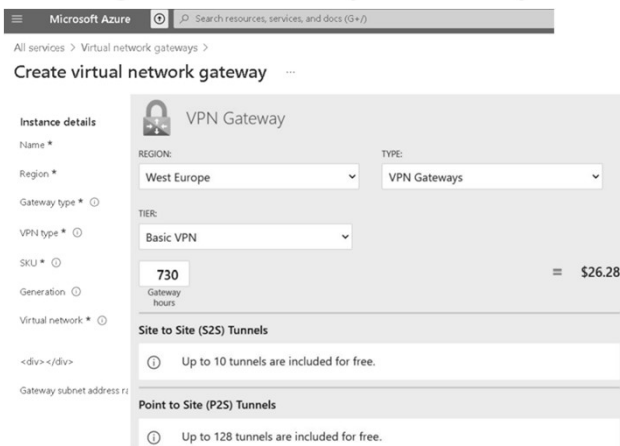 Microsoft Azure
Search resources, services, and docs (G+/)
All services > Virtual network gateways >
Create virtual network gateway ...
Instance details
Name *
Region *
Gateway type *
VPN type *
SKU *
Generation
Virtual network *
<div></div>
Gateway subnet address
VPN Gateway
REGION:
TYPE:
West Europe
VPN Gateways
TIER:
Basic VPN
730
= $26.28
Gateway
hours
Site to Site (S2S) Tunnels
Up to 10 tunnels are included for free.
Point to Site (P2S) Tunnels
Up to 128 tunnels are included for free.